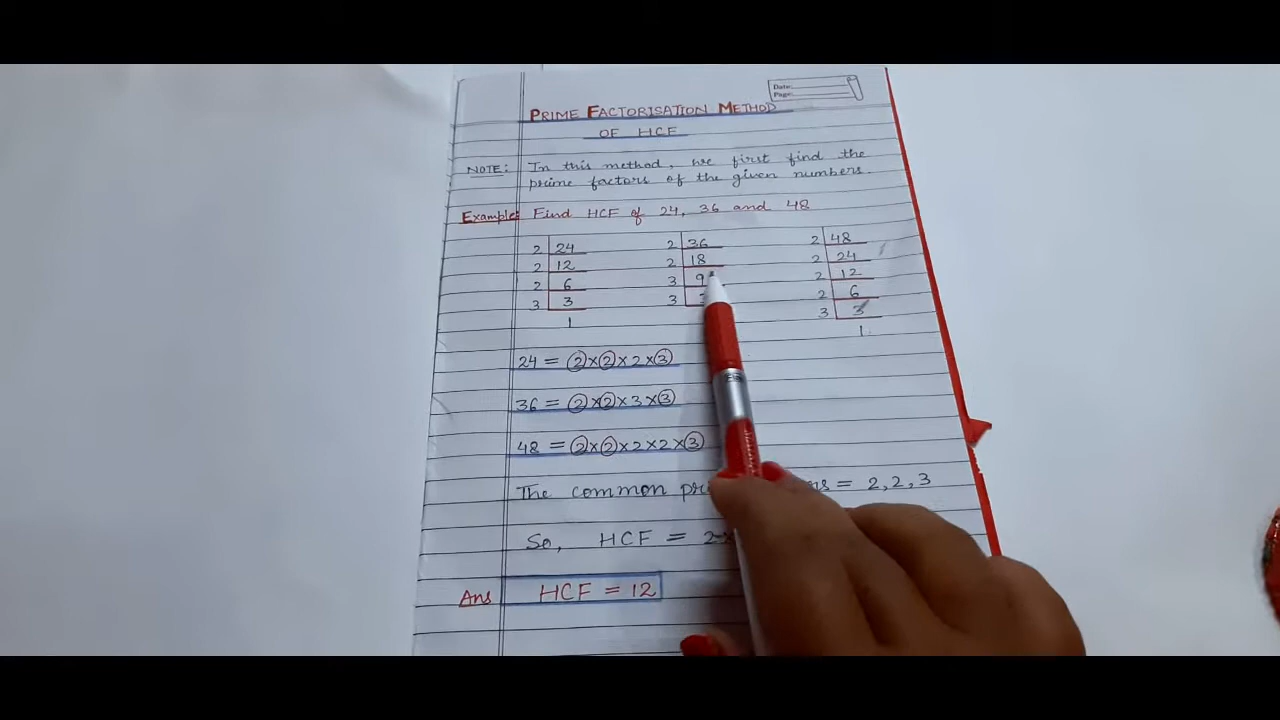 Date:
Page:
PRIME FACTORISATION METHOD
OF HCF
NOTE: In this method, we first find the
prime factors of the given numbers.
Example: Find HCF of 24, 36 and 48
2 24 2 36 2 48
2 12 2 18 2 24
2 6 3 9 2 12
3 3 3 2 6
1 3 3
1
24 = 2 × 2 × 2 × 3
36 = 2 × 2 × 3 × 3
48 = 2 × 2 × 2 × 2 × 3
The common = 2, 2, 3
So, HCF = 2
Ans HCF = 12